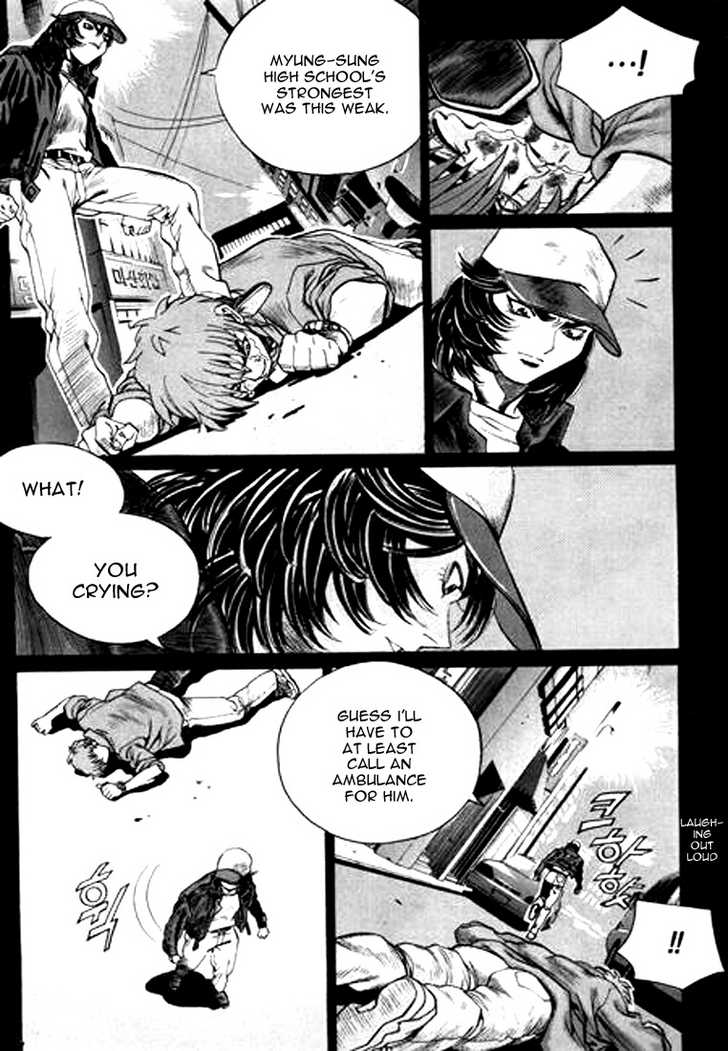 MYUNG-SUNG
HIGH SCHOOL'S
STRONGEST
WAS THIS WEAK.
...!
WHAT!
YOU
CRYING?
GUESS I'LL
HAVE TO
AT LEAST
CALL AN
AMBULANCE
FOR HIM.
LAUGH-
ING
OUT
LOUD
!!